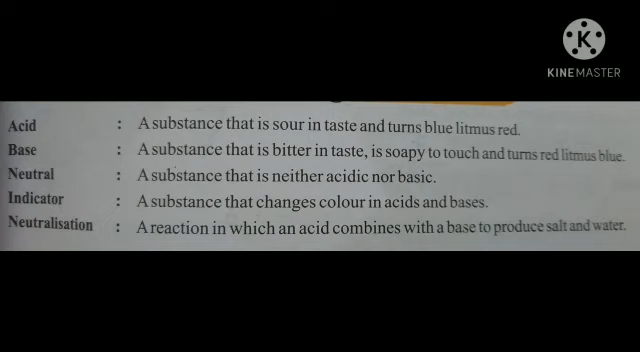 KINEMASTER
Acid : A substance that is sour in taste and turns blue litmus red.
Base : A substance that is bitter in taste, is soapy to touch and turns red litmus blue.
Neutral : A substance that is neither acidic nor basic.
Indicator : A substance that changes colour in acids and bases.
Neutralisation : A reaction in which an acid combines with a base to produce salt and water.